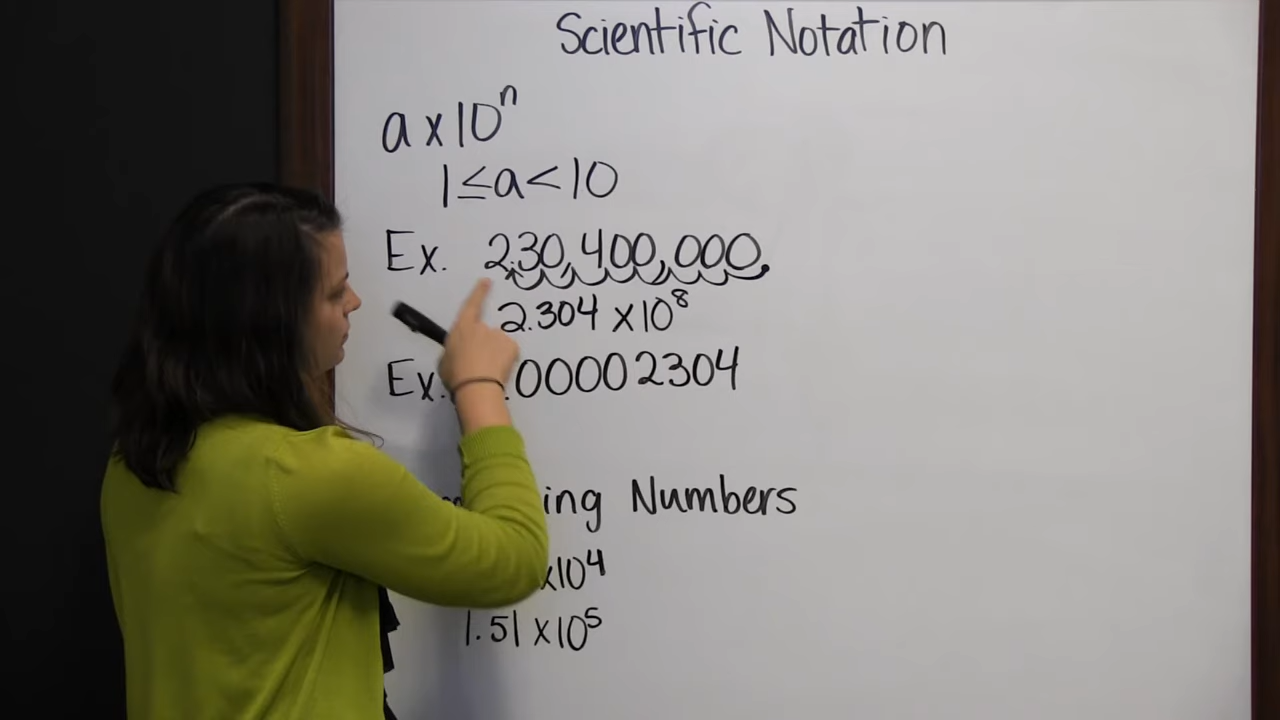 Scientific Notation
a x 10ⁿ
1 ≤ a < 10
Ex. 230,400,000.
2.304 x 10⁸
Ex. .00002304
Numbers
x10⁴
1.51 x 10⁵